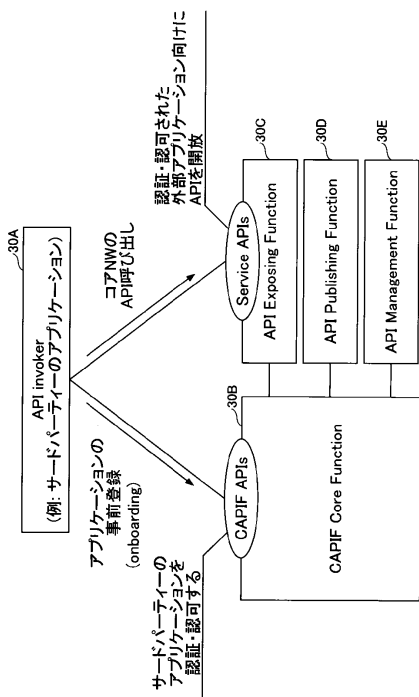 30A
API invoker
(例: サードパーティーのアプリケーション)
アプリケーションの
事前登録
(onboarding)
コアNWの
API呼び出し
サードパーティーの
アプリケーションを
認証・認可する
認証・認可された
外部アプリケーション向けに
APIを開放
30B
CAPIF APIs
CAPIF Core Function
Service APIs
30C
API Exposing Function
30D
API Publishing Function
30E
API Management Function